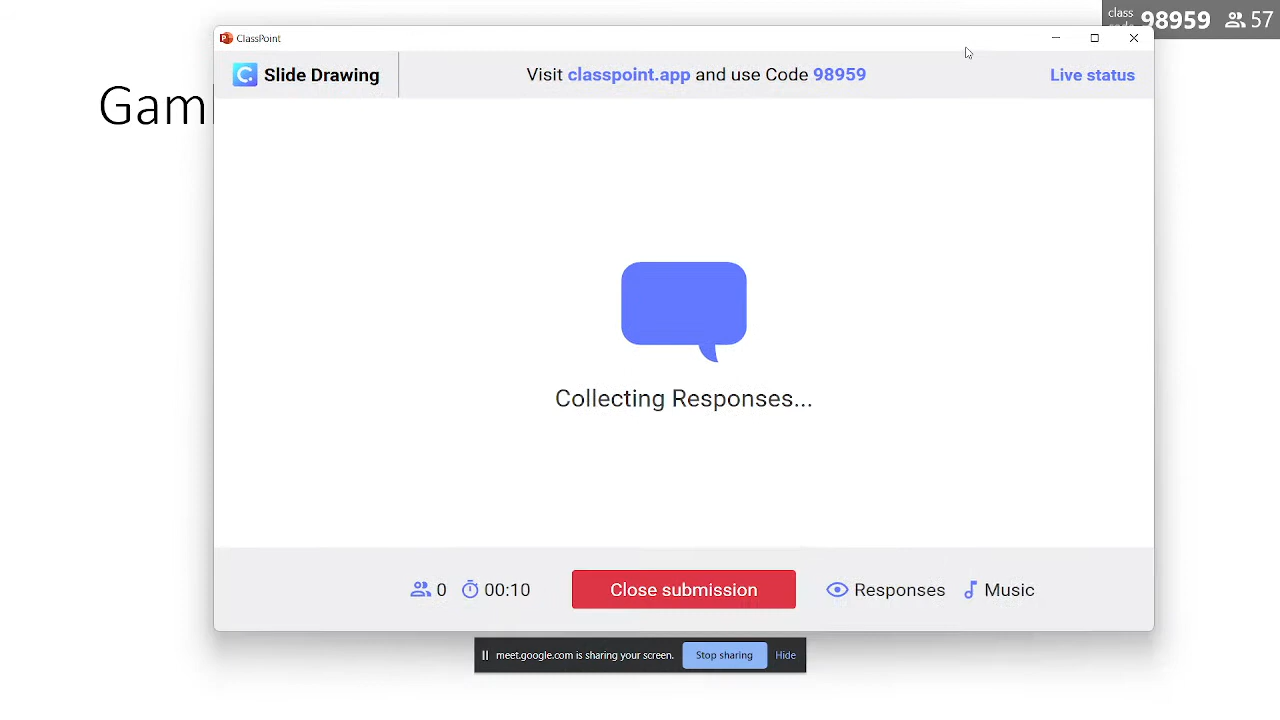 class
code 98959 57
ClassPoint
Slide Drawing
Visit classpoint.app and use Code 98959
Live status
Gam
Collecting Responses...
0 00:10
Close submission
Responses
Music
meet.google.com is sharing your screen.
Stop sharing
Hide